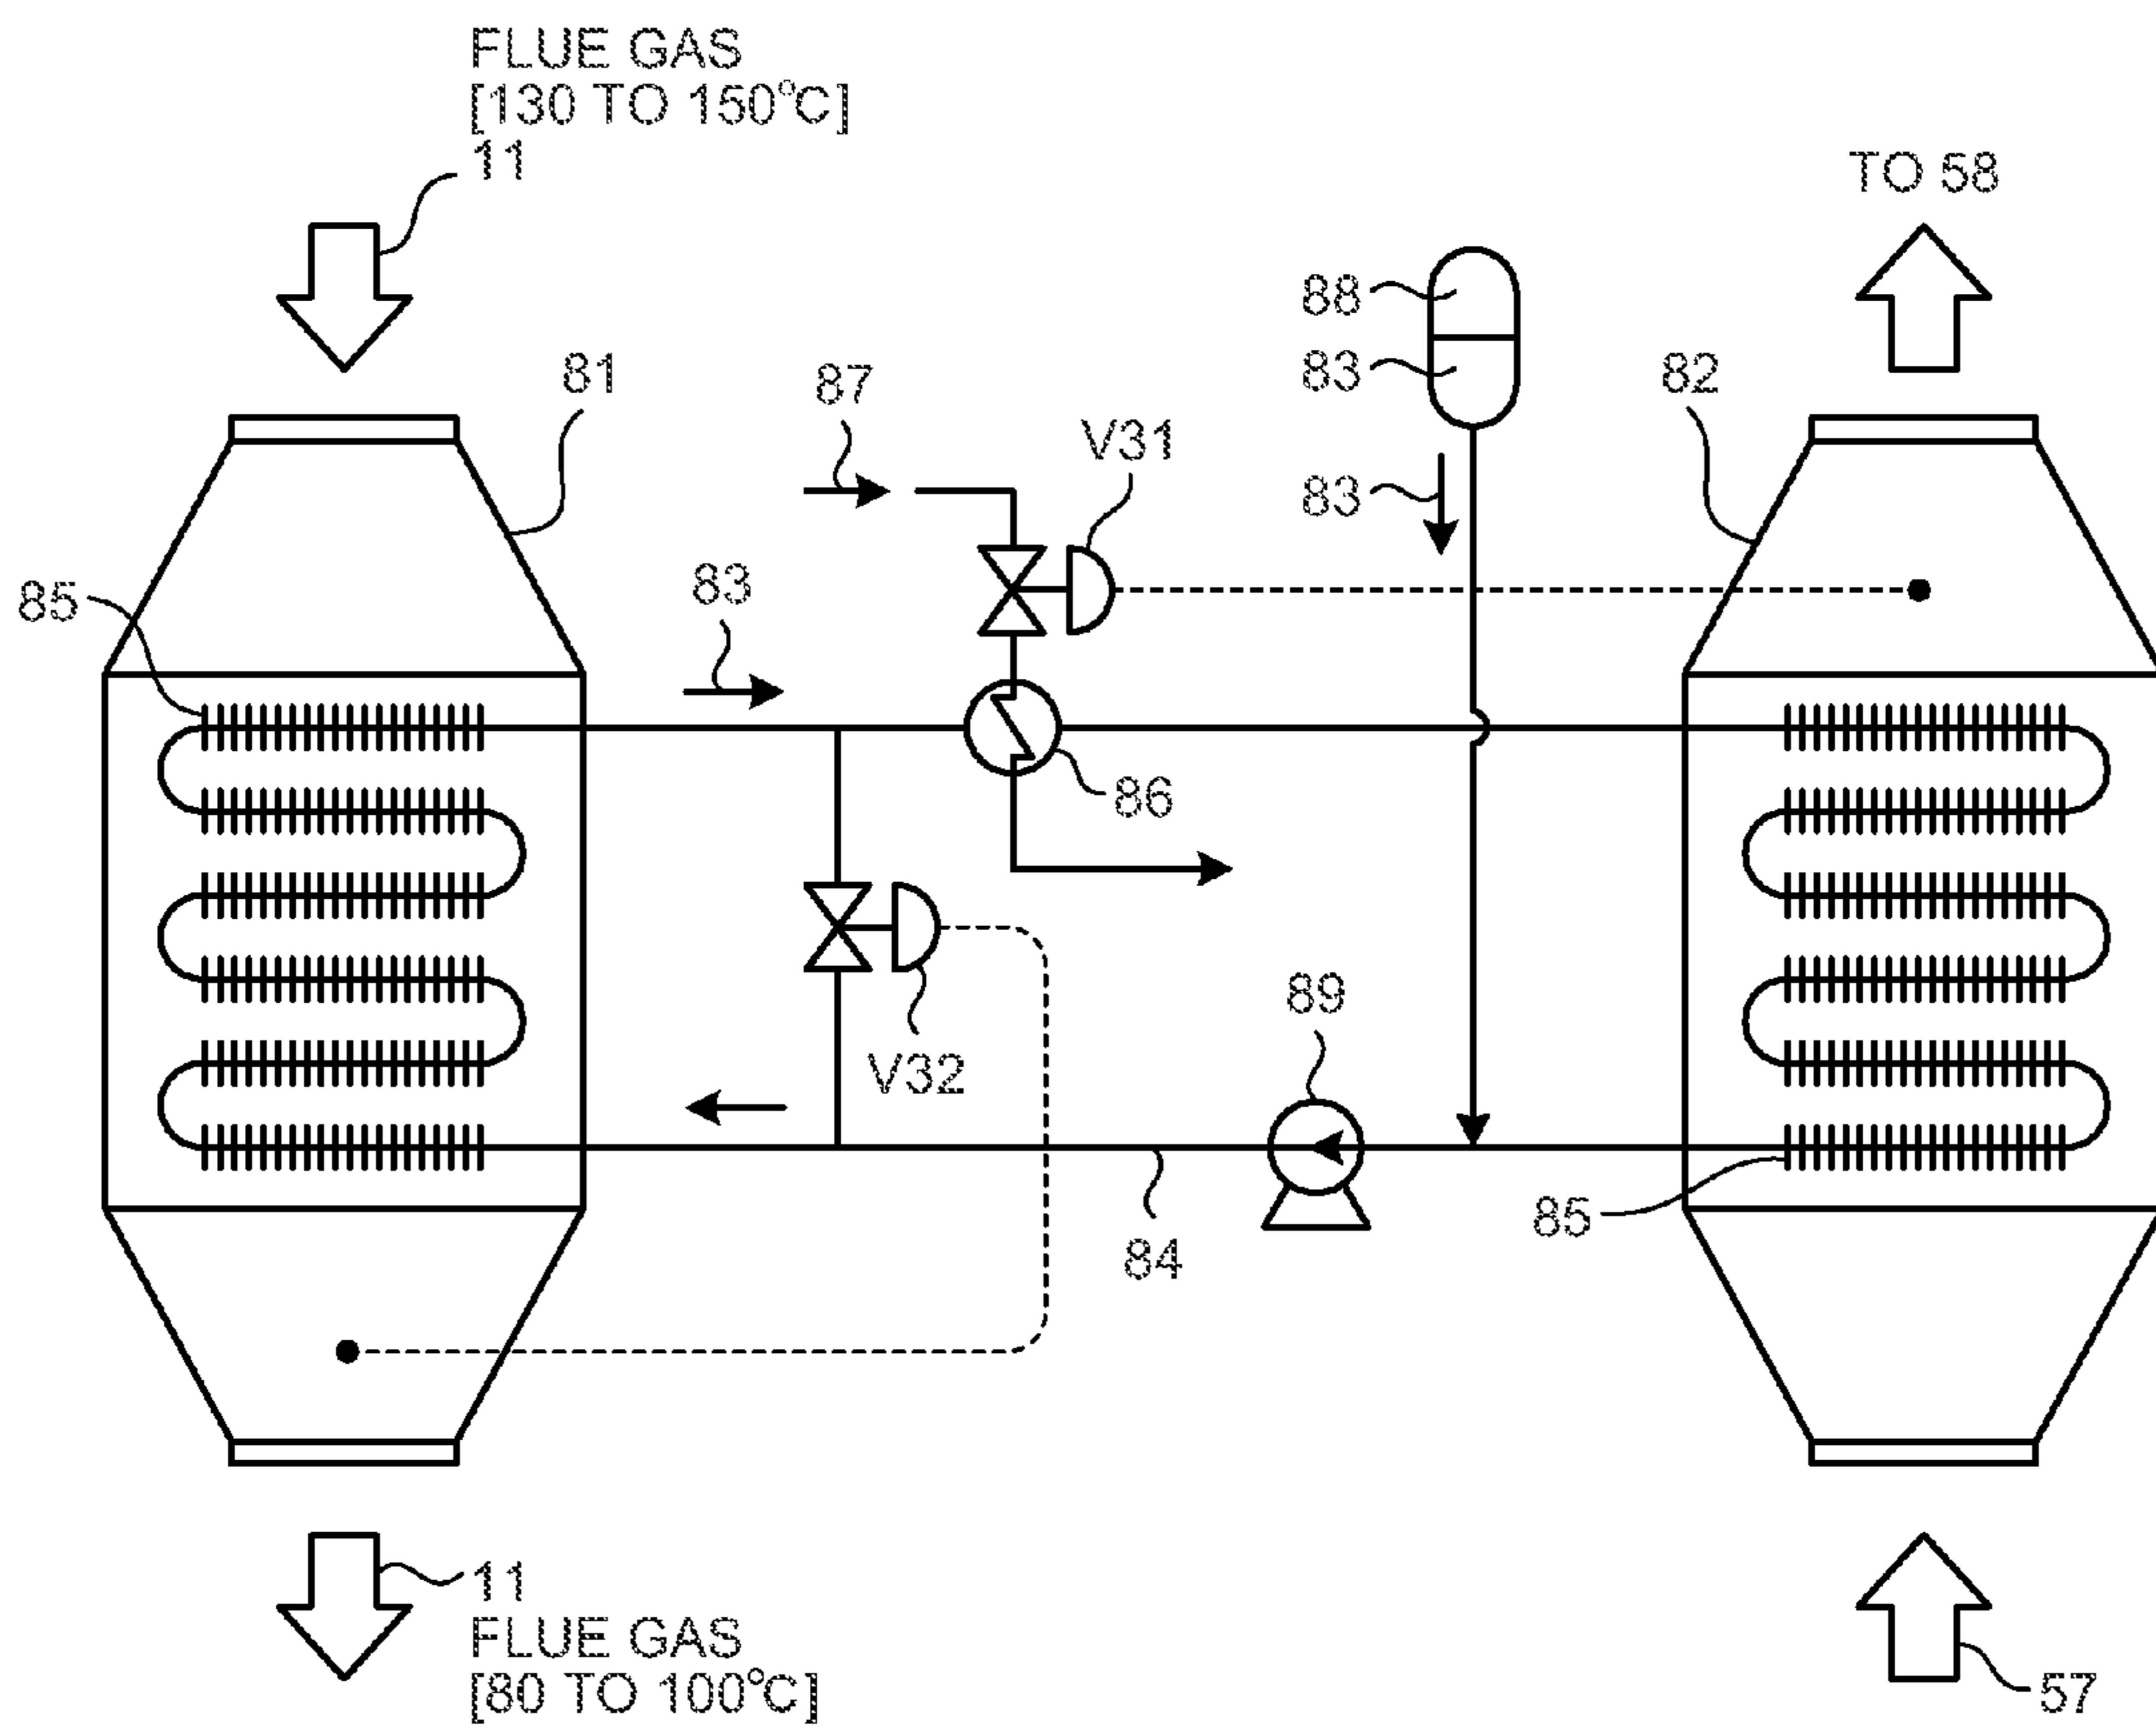 FLUE GAS
[130 TO 150°C]
11
TO 58
88
81
83
82
87
V31
83
85
83
86
89
V32
85
84
11
FLUE GAS
[80 TO 100°C]
57